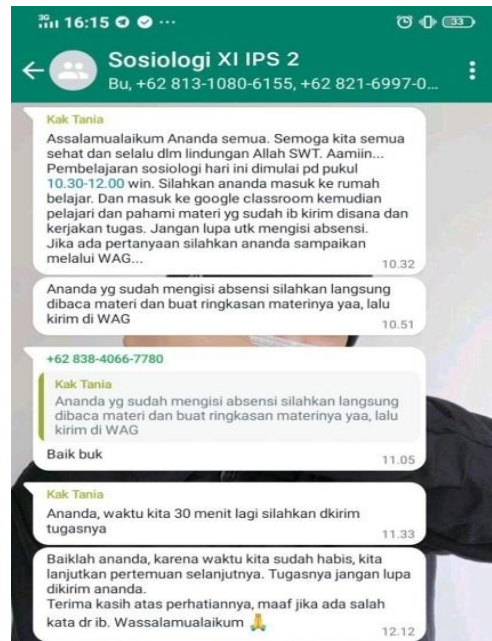 3G 16:15 33
Sosiologi XI IPS 2
Bu, +62 813-1080-6155, +62 821-6997-0...
Kak Tania
Assalamualaikum Ananda semua. Semoga kita semua
sehat dan selalu dlm lindungan Allah SWT. Aamiin...
Pembelajaran sosiologi hari ini dimulai pd pukul
10.30-12.00 win. Silahkan ananda masuk ke rumah
belajar. Dan masuk ke google classroom kemudian
pelajari dan pahami materi yg sudah ib kirim disana dan
kerjakan tugas. Jangan lupa utk mengisi absensi.
Jika ada pertanyaan silahkan ananda sampaikan
melalui WAG...
10.32
Ananda yg sudah mengisi absensi silahkan langsung
dibaca materi dan buat ringkasan materinya yaa, lalu
kirim di WAG
10.51
+62 838-4066-7780
Kak Tania
Ananda yg sudah mengisi absensi silahkan langsung
dibaca materi dan buat ringkasan materinya yaa, lalu
kirim di WAG
Baik buk
11.05
Kak Tania
Ananda, waktu kita 30 menit lagi silahkan dkirim
tugasnya
11.33
Baiklah ananda, karena waktu kita sudah habis, kita
lanjutkan pertemuan selanjutnya. Tugasnya jangan lupa
dikirim ananda.
Terima kasih atas perhatiannya, maaf jika ada salah
kata dr ib. Wassalamualaikum 🙏
12.12